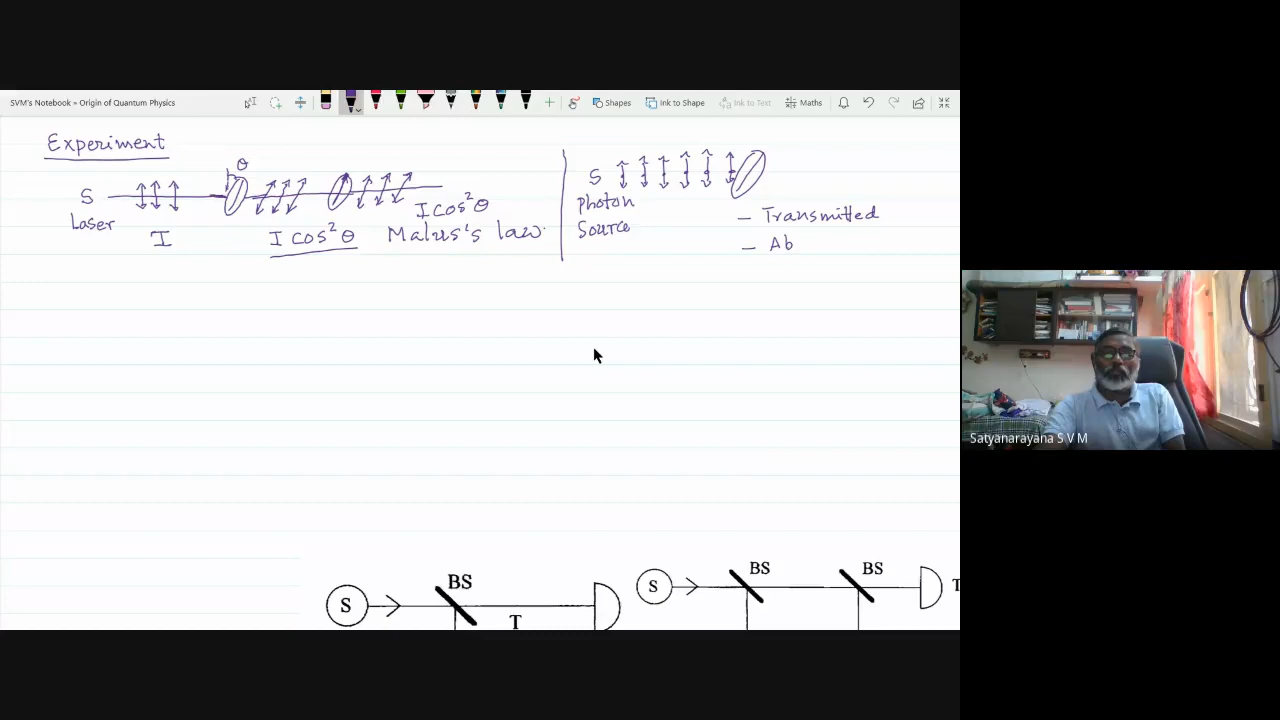 SVM's Notebook » Origin of Quantum Physics
Shapes
Ink to Shape
Ink to Text
Maths
Experiment
θ
S
Laser
I
I cos²θ
I cos²θ
Malus's law.
S
photon
source
– Transmitted
– Ab
Satyanarayana S V M
S
BS
T
S
BS
BS
T